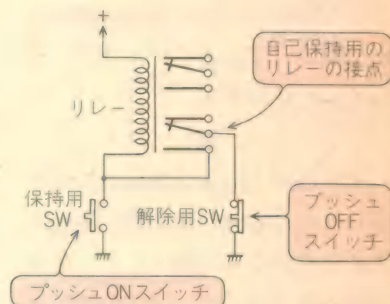 +
リレー
自己保持用の
リレーの接点
保持用
SW
解除用SW
プッシュ
OFF
スイッチ
プッシュONスイッチ